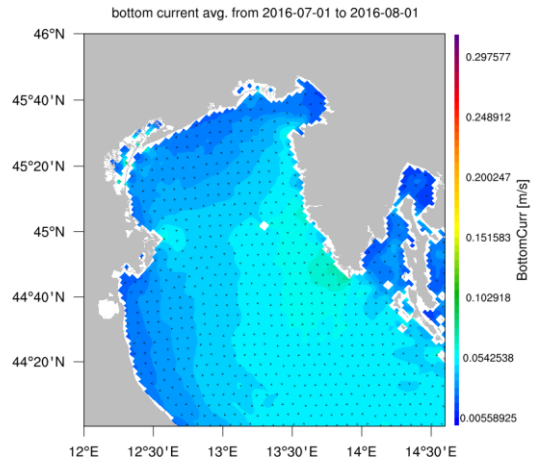 bottom current avg. from 2016-07-01 to 2016-08-01
46°N
45°40'N
45°20'N
45°N
44°40'N
44°20'N
12°E
12°30'E
13°E
13°30'E
14°E
14°30'E
0.297577
0.248912
0.200247
0.151583
0.102918
0.0542538
0.00558925
BottomCurr [m/s]